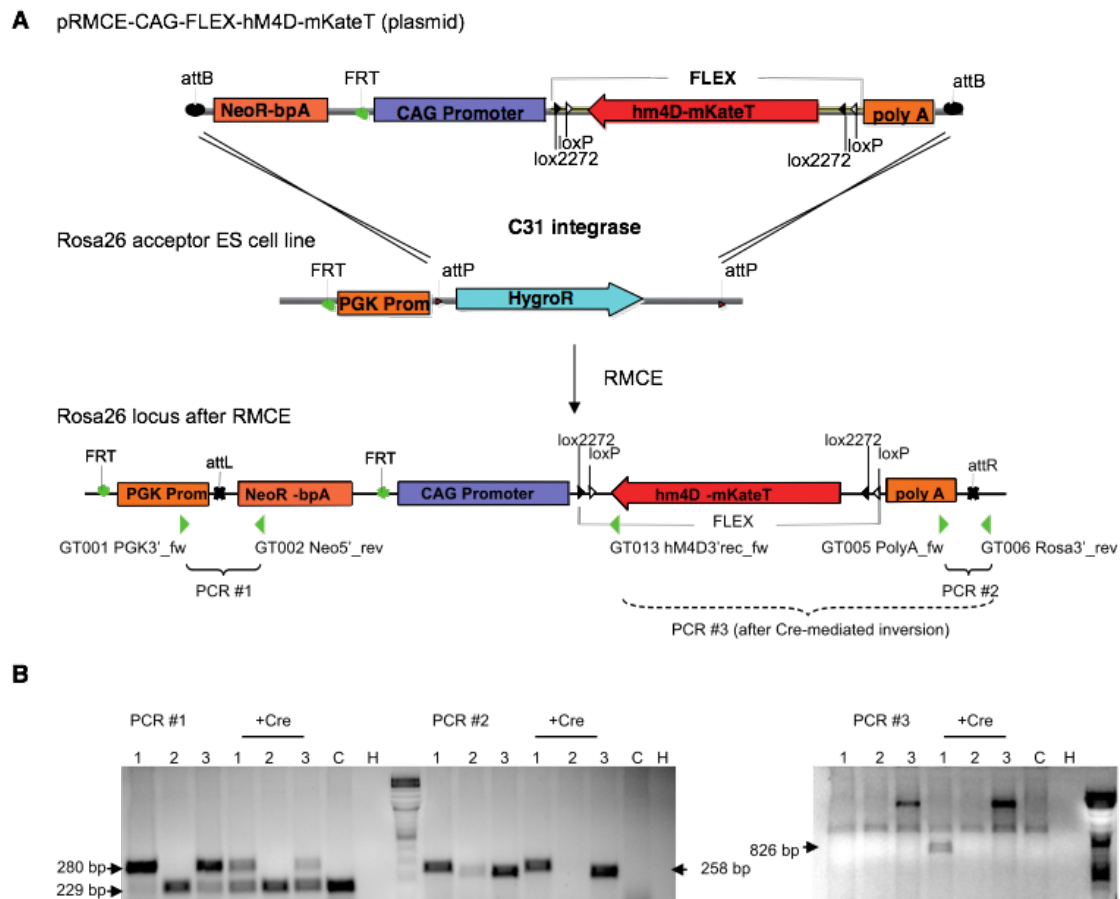 A pRMCE-CAG-FLEX-hM4D-mKateT (plasmid)
attB FRT FLEX attB
NeoR-bpA CAG Promoter hm4D-mKateT poly A
loxP loxP
lox2272 lox2272
C31 integrase
Rosa26 acceptor ES cell line
FRT attP attP
PGK Prom HygroR
RMCE
Rosa26 locus after RMCE
lox2272 lox2272
FRT attL FRT loxP loxP attR
PGK Prom NeoR -bpA CAG Promoter hm4D -mKateT poly A
FLEX
GT001 PGK3'_fw GT002 Neo5'_rev GT013 hM4D3'rec_fw GT005 PolyA_fw GT006 Rosa3'_rev
PCR #1 PCR #2
PCR #3 (after Cre-mediated inversion)
B
PCR #1 +Cre PCR #2 +Cre PCR #3 +Cre
1 2 3 1 2 3 C H 1 2 3 1 2 3 C H 1 2 3 1 2 3 C H
280 bp 258 bp 826 bp
229 bp